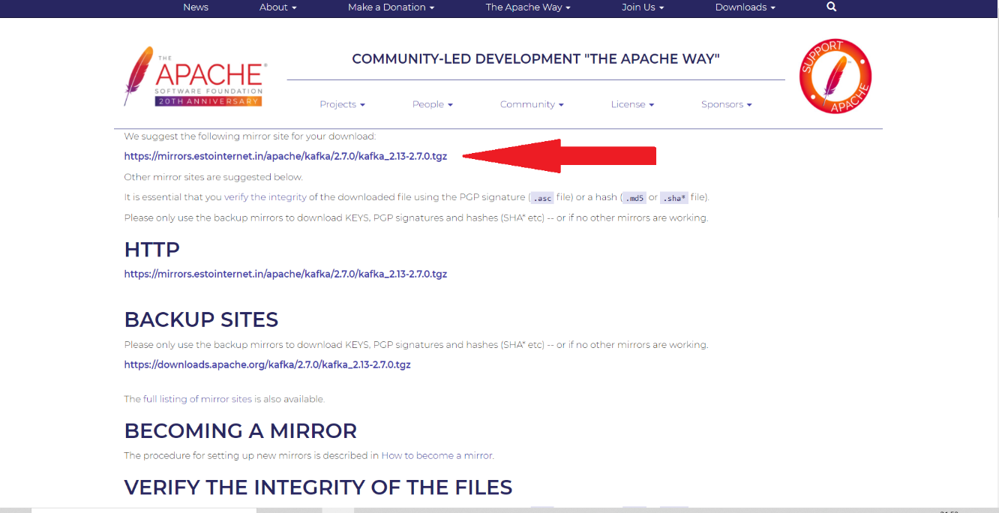 News About Make a Donation The Apache Way Join Us Downloads
THE
APACHE®
SOFTWARE FOUNDATION
20TH ANNIVERSARY
COMMUNITY-LED DEVELOPMENT "THE APACHE WAY"
SUPPORT
APACHE
Projects People Community License Sponsors
We suggest the following mirror site for your download:
https://mirrors.estointernet.in/apache/kafka/2.7.0/kafka_2.13-2.7.0.tgz
Other mirror sites are suggested below.
It is essential that you verify the integrity of the downloaded file using the PGP signature ( .asc file) or a hash ( .md5 or .sha* file).
Please only use the backup mirrors to download KEYS, PGP signatures and hashes (SHA* etc) -- or if no other mirrors are working.
HTTP
https://mirrors.estointernet.in/apache/kafka/2.7.0/kafka_2.13-2.7.0.tgz
BACKUP SITES
Please only use the backup mirrors to download KEYS, PGP signatures and hashes (SHA* etc) -- or if no other mirrors are working.
https://downloads.apache.org/kafka/2.7.0/kafka_2.13-2.7.0.tgz
The full listing of mirror sites is also available.
BECOMING A MIRROR
The procedure for setting up new mirrors is described in How to become a mirror.
VERIFY THE INTEGRITY OF THE FILES